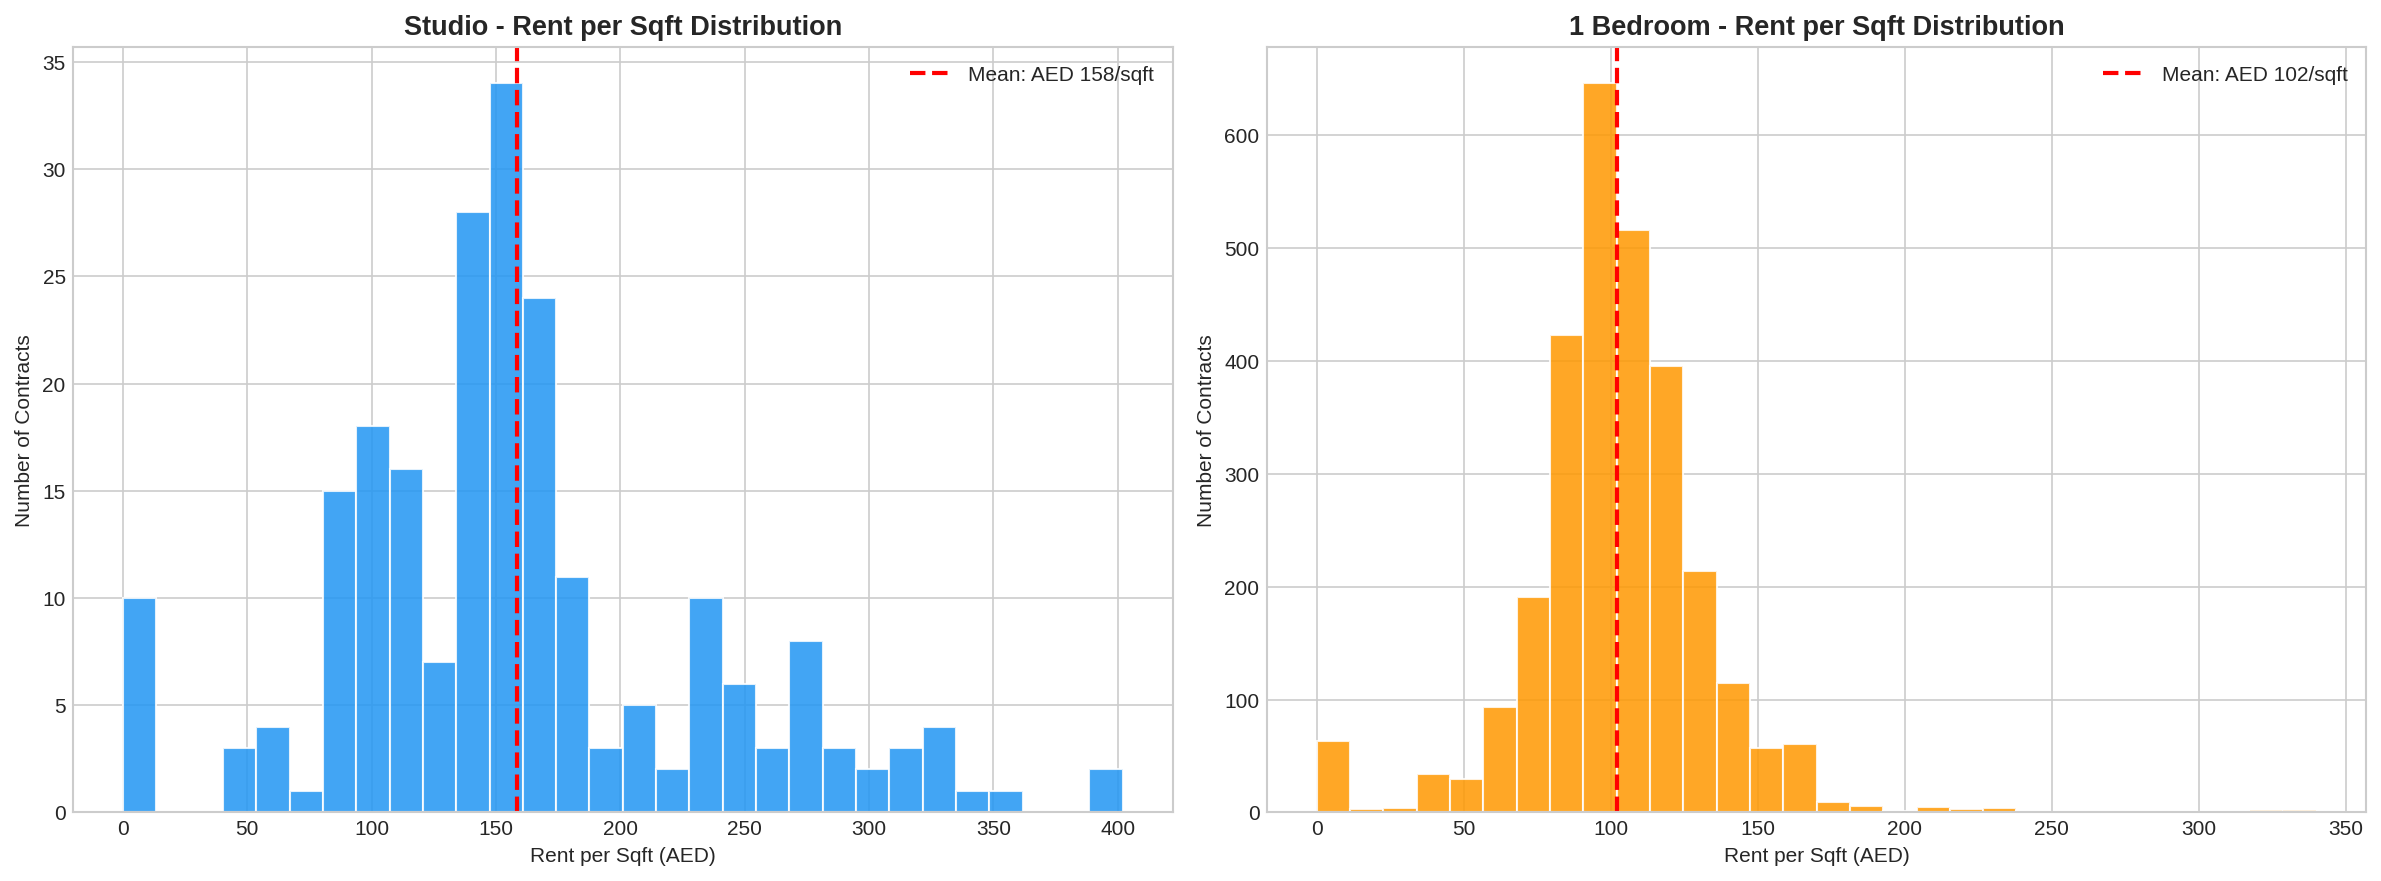 Studio - Rent per Sqft Distribution
Mean: AED 158/sqft
Number of Contracts
35
30
25
20
15
10
5
0
0 50 100 150 200 250 300 350 400
Rent per Sqft (AED)
1 Bedroom - Rent per Sqft Distribution
Mean: AED 102/sqft
Number of Contracts
600
500
400
300
200
100
0
0 50 100 150 200 250 300 350
Rent per Sqft (AED)